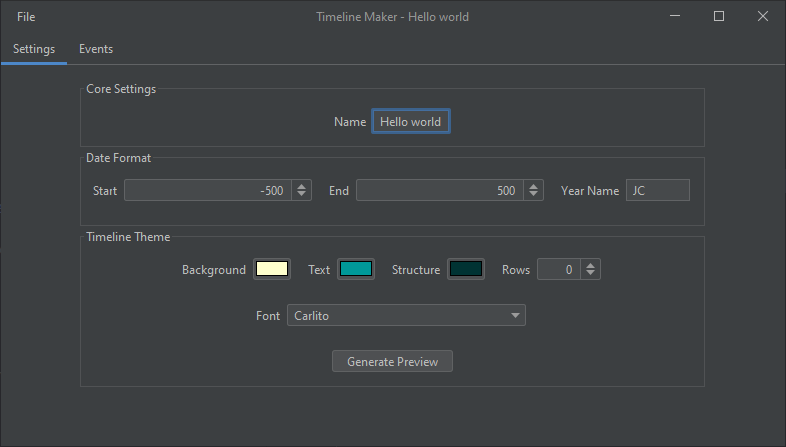 File Timeline Maker - Hello world
Settings Events
Core Settings
Name Hello world
Date Format
Start -500 End 500 Year Name JC
Timeline Theme
Background Text Structure Rows 0
Font Carlito
Generate Preview